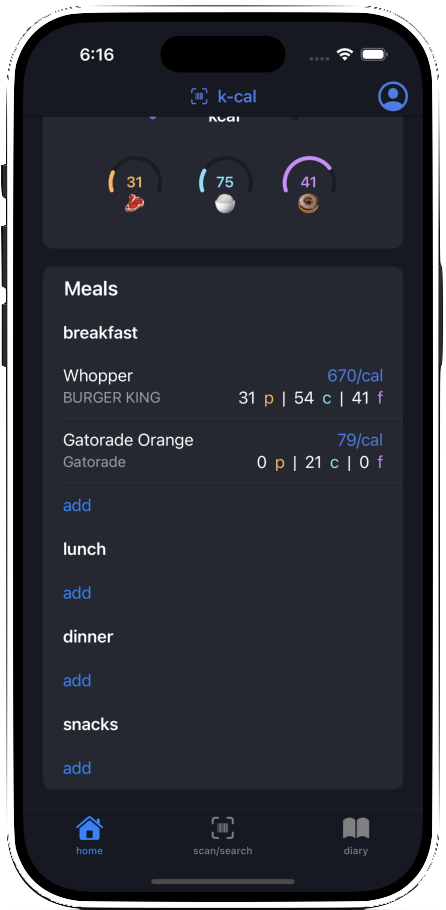 6:16
k-cal
kcal
31 75 41
Meals
breakfast
Whopper 670/cal
BURGER KING 31 p | 54 c | 41 f
Gatorade Orange 79/cal
Gatorade 0 p | 21 c | 0 f
add
lunch
add
dinner
add
snacks
add
home scan/search diary